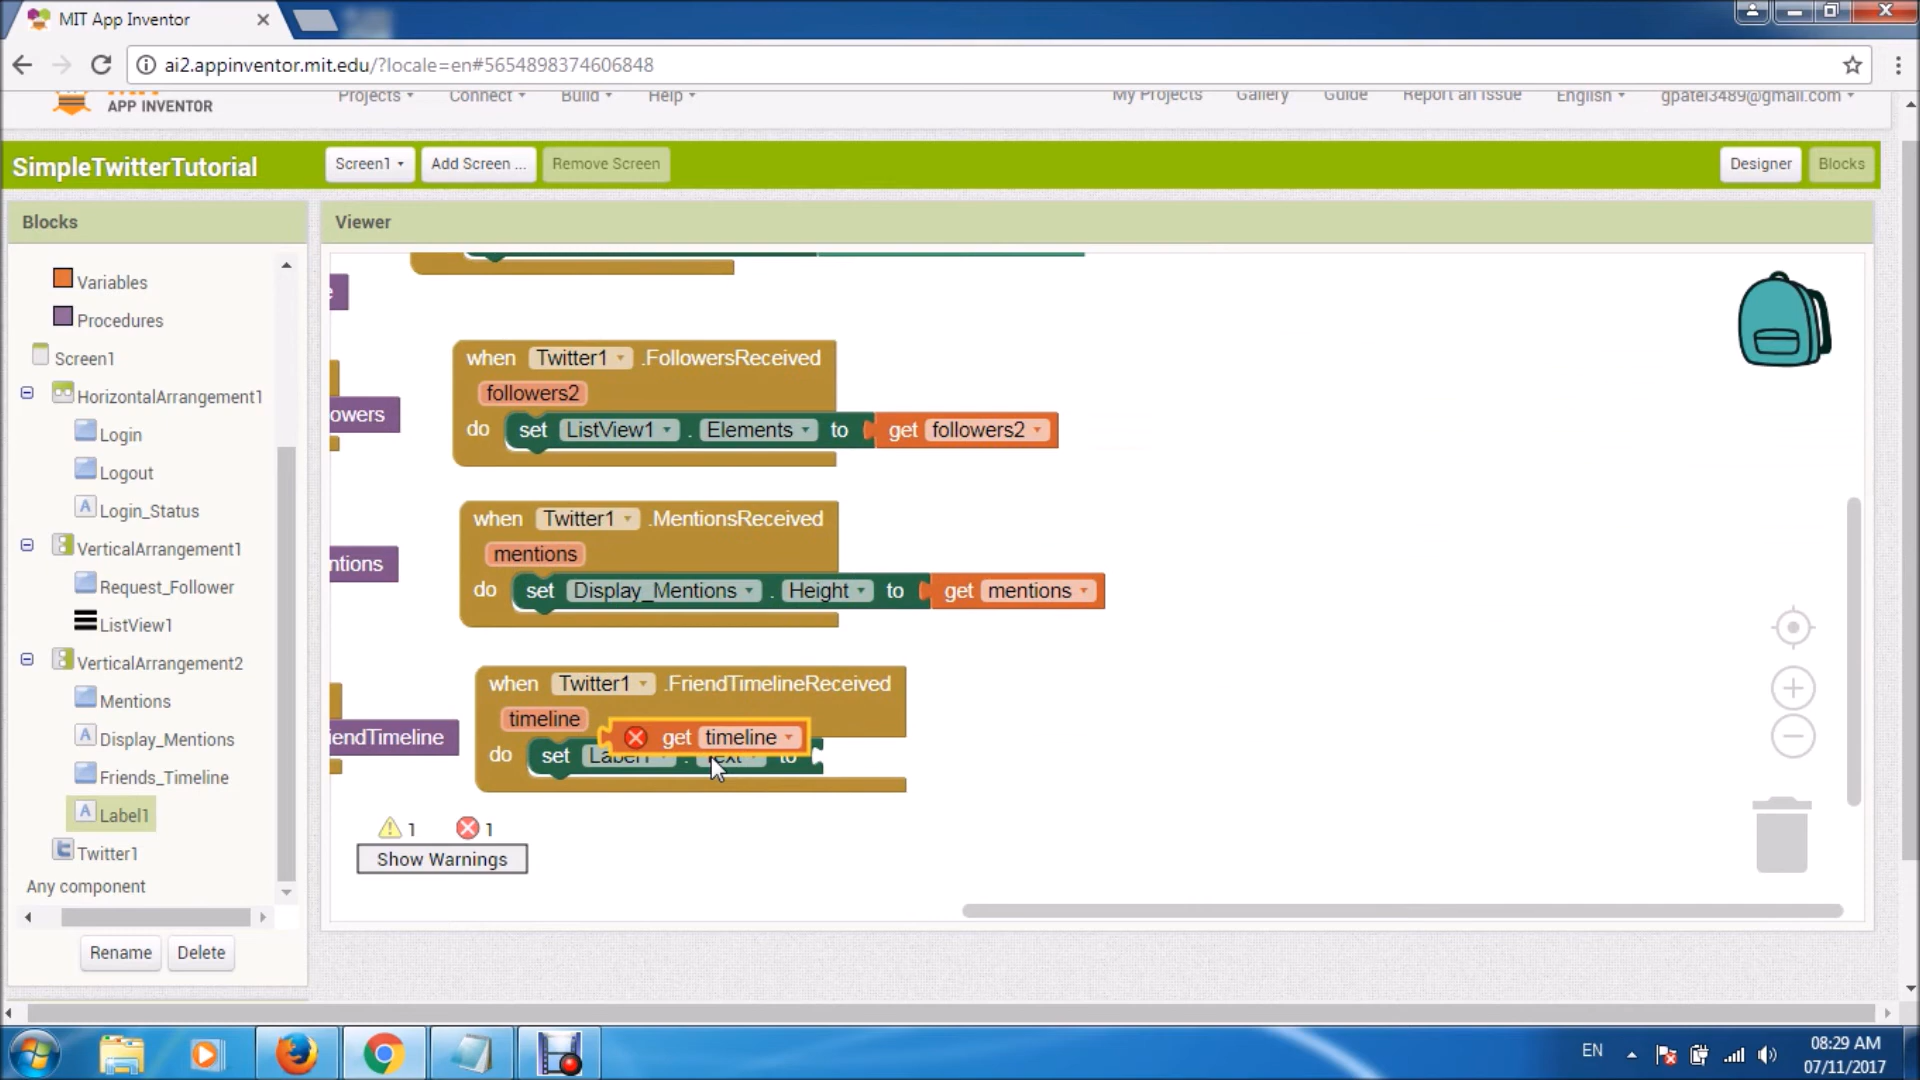 MIT App Inventor
ai2.appinventor.mit.edu/?locale=en#5654898374606848
APP INVENTOR
Projects Connect Build Help My Projects Gallery Guide Report an Issue English gpatel3489@gmail.com
SimpleTwitterTutorial Screen1 Add Screen ... Remove Screen Designer Blocks
Blocks
Viewer
Variables
Procedures
Screen1
HorizontalArrangement1
Login
Logout
Login_Status
VerticalArrangement1
Request_Follower
ListView1
VerticalArrangement2
Mentions
Display_Mentions
Friends_Timeline
Label1
Twitter1
Any component
Rename Delete
e
owers
ntions
iendTimeline
when Twitter1 .FollowersReceived
followers2
do set ListView1 . Elements to get followers2
when Twitter1 .MentionsReceived
mentions
do set Display_Mentions . Height to get mentions
when Twitter1 .FriendTimelineReceived
timeline
get timeline
do set Label1 . Text to
1 1
Show Warnings
EN
08:29 AM
07/11/2017